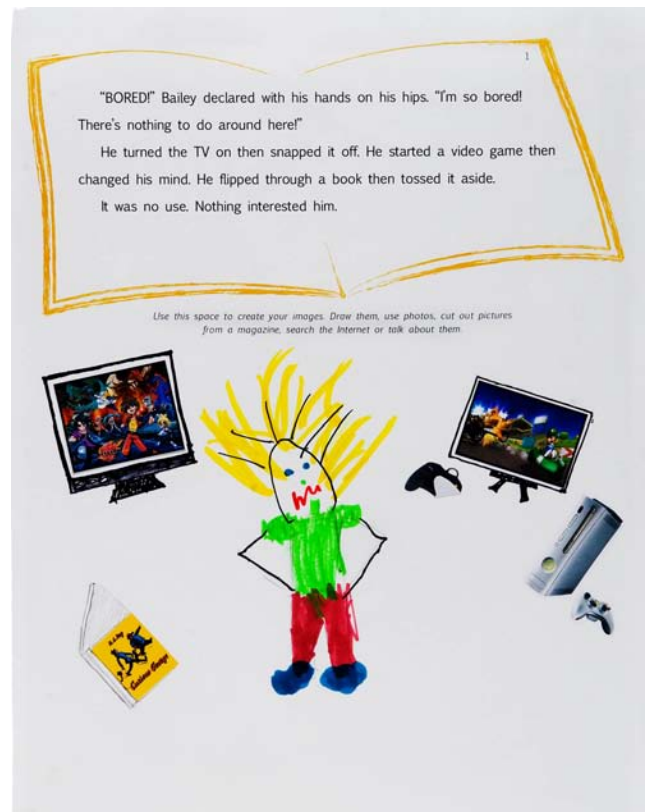 1
"BORED!" Bailey declared with his hands on his hips. "I'm so bored!
There's nothing to do around here!"
He turned the TV on then snapped it off. He started a video game then
changed his mind. He flipped through a book then tossed it aside.
It was no use. Nothing interested him.
Use this space to create your images. Draw them, use photos, cut out pictures
from a magazine, search the Internet or talk about them.
Curious George